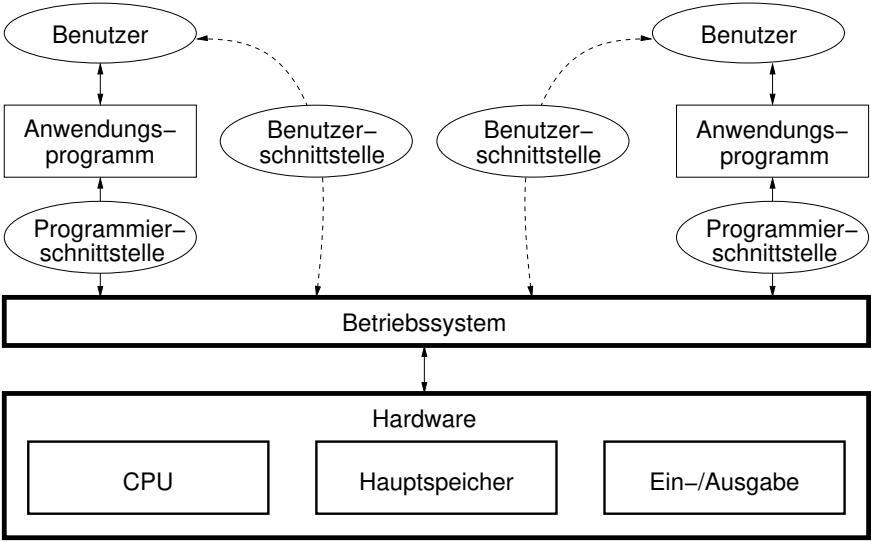 Benutzer
Benutzer
Anwendungs−
programm
Benutzer−
schnittstelle
Benutzer−
schnittstelle
Anwendungs−
programm
Programmier−
schnittstelle
Programmier−
schnittstelle
Betriebssystem
Hardware
CPU
Hauptspeicher
Ein−/Ausgabe